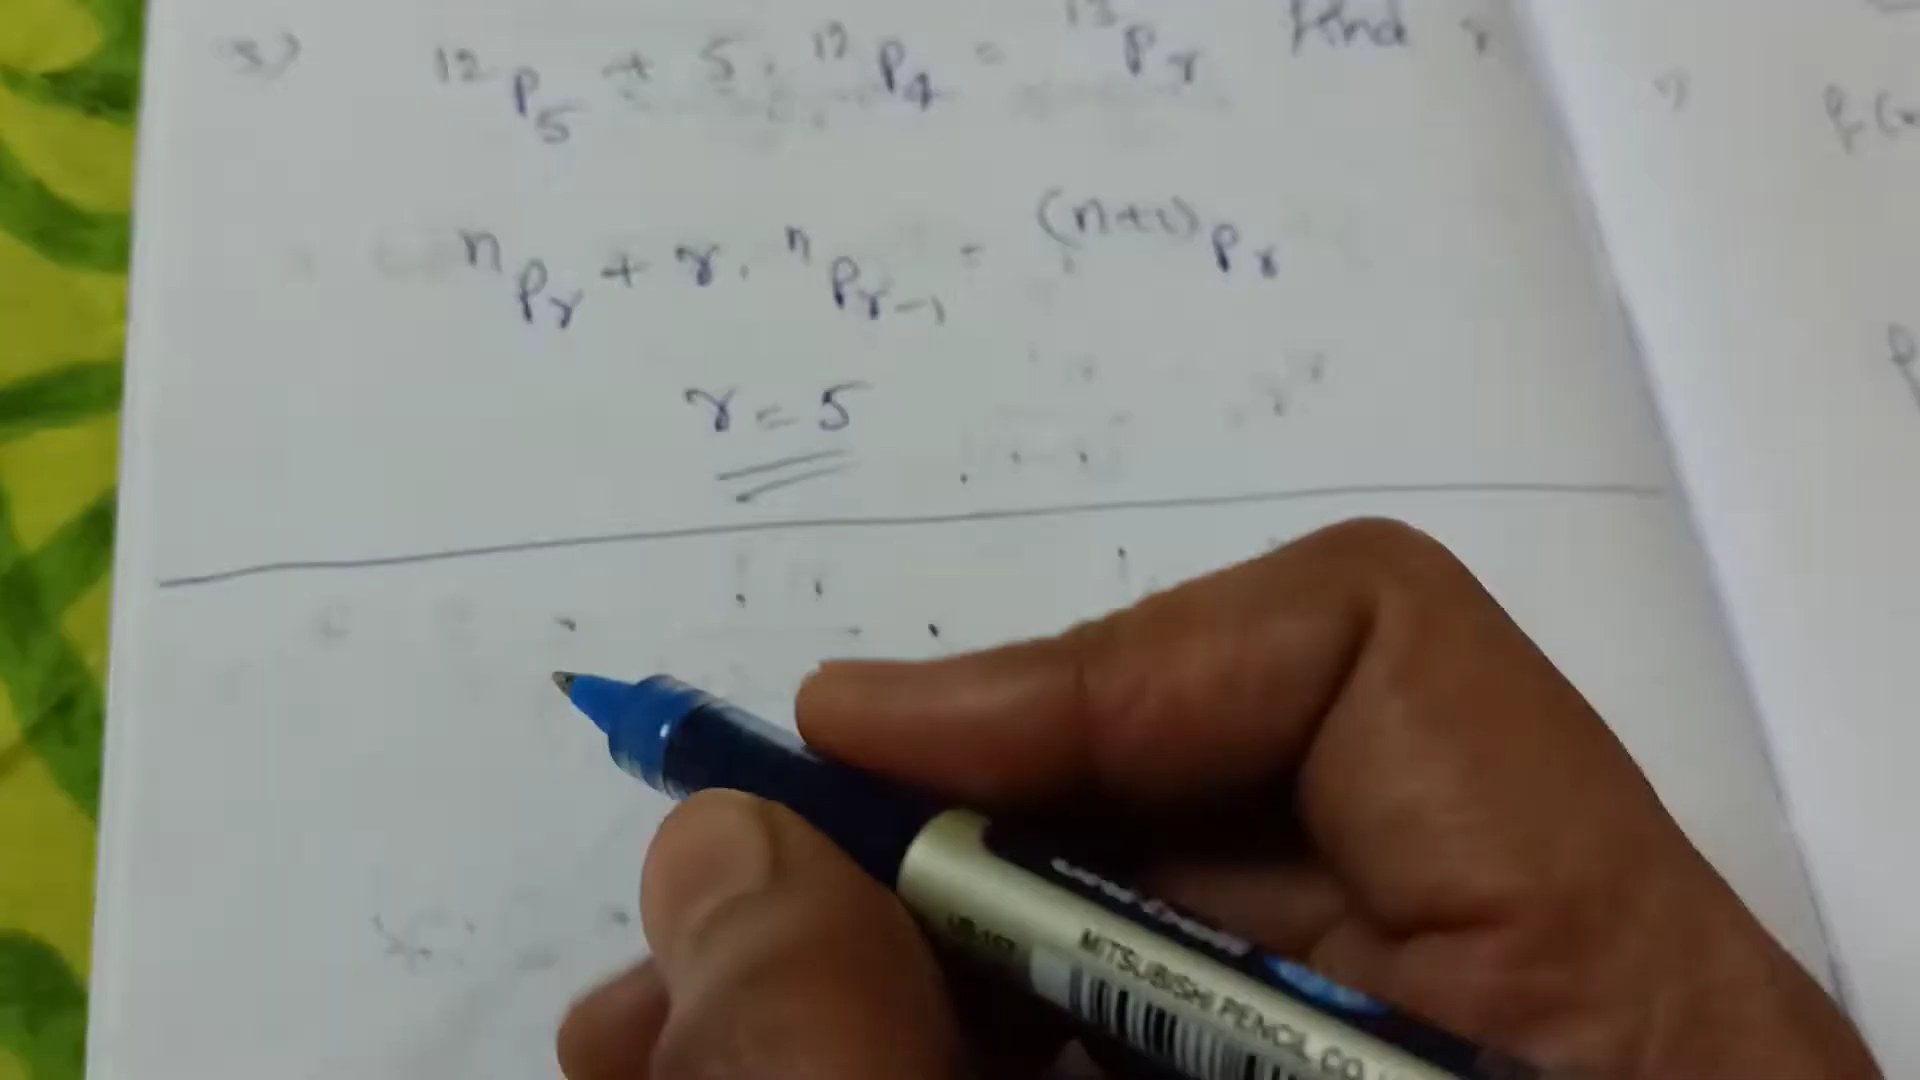 3) ¹²P₅ + 5 . ¹²P₄ = ¹³Pᵣ find r
ⁿPᵣ + r . ⁿPᵣ₋₁ = ⁽ⁿ⁺¹⁾Pᵣ
r = 5
MITSUBISHI PENCIL CO.